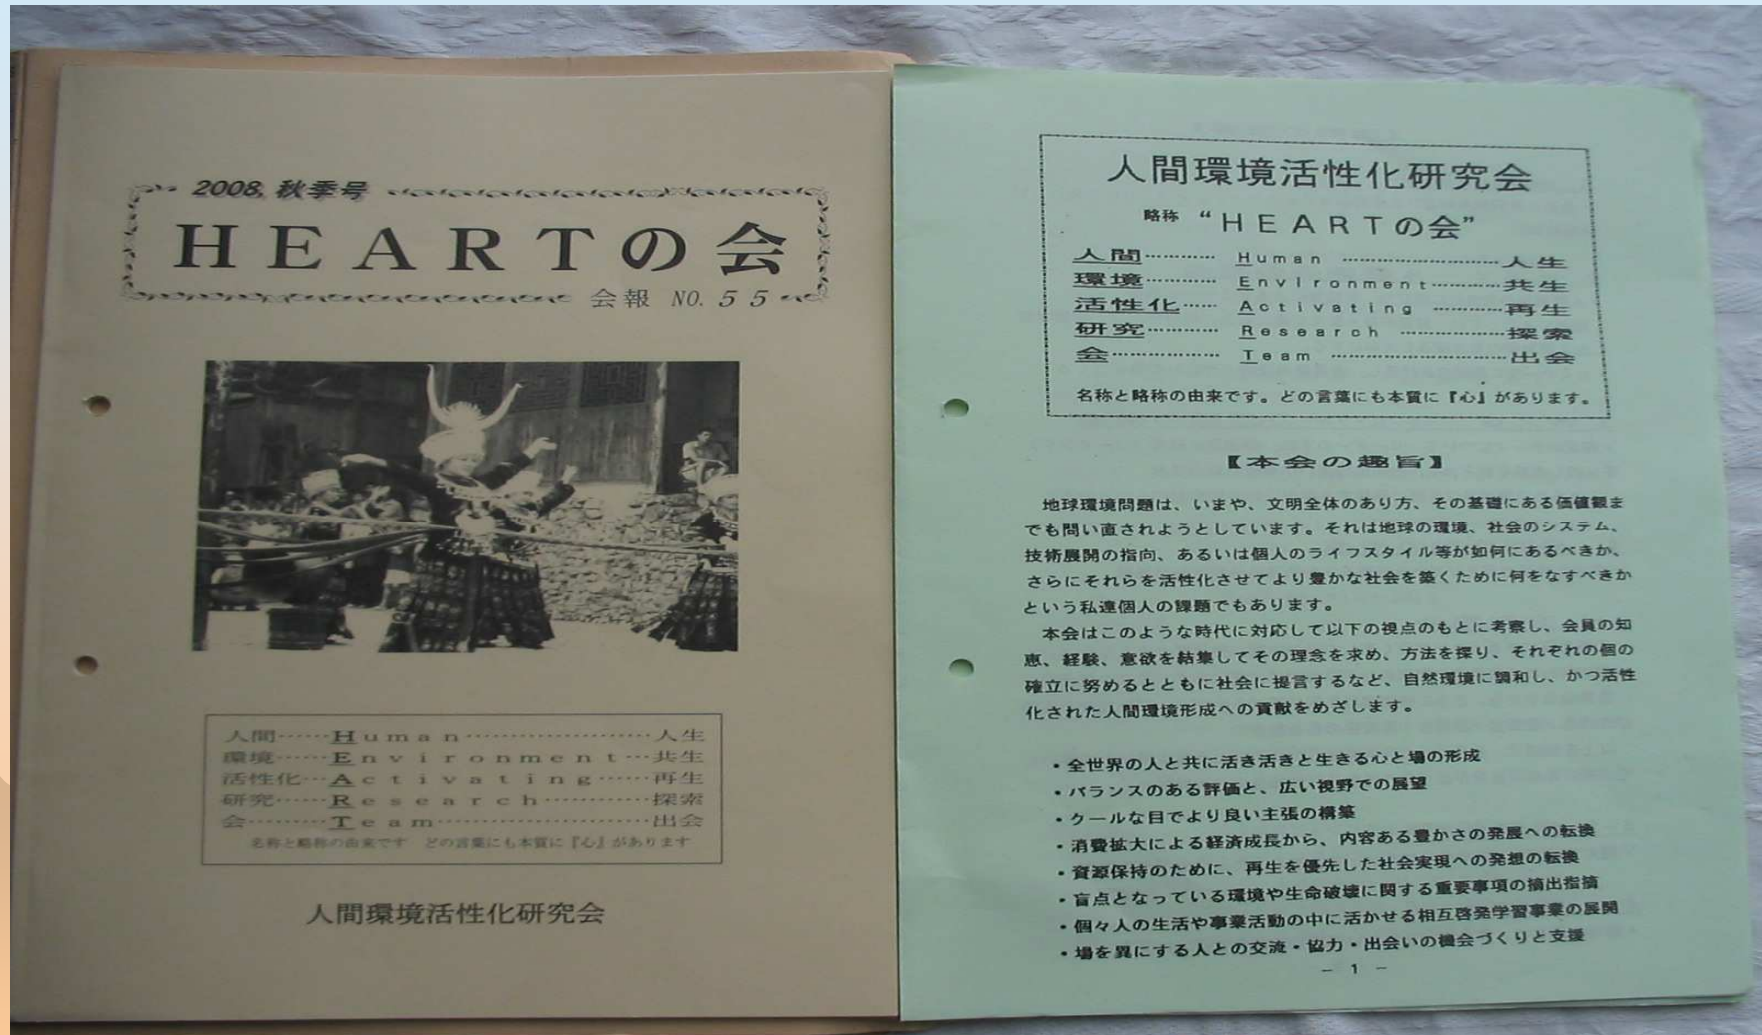 2008, 秋季号
HEARTの会
会報 NO. 55
人間……Human…………………人生
環境……Environment…共生
活性化…Activating……再生
研究……Research…………探索
会………Team……………………出会
名称と略称の由来です どの言葉にも本質に『心』があります
人間環境活性化研究会
人間環境活性化研究会
略称 “HEARTの会”
人間………… Human ………………人生
環境………… Environment………共生
活性化…… Activating ………再生
研究………… Research …………探索
会……………… Team ……………………出会
名称と略称の由来です。どの言葉にも本質に『心』があります。
【本会の趣旨】
地球環境問題は、いまや、文明全体のあり方、その基礎にある価値観ま
でも問い直されようとしています。それは地球の環境、社会のシステム、
技術展開の指向、あるいは個人のライフスタイル等が如何にあるべきか、
さらにそれらを活性化させてより豊かな社会を築くために何をなすべきか
という私達個人の課題でもあります。
本会はこのような時代に対応して以下の視点のもとに考察し、会員の知
恵、経験、意欲を結集してその理念を求め、方法を探り、それぞれの個の
確立に努めるとともに社会に提言するなど、自然環境に調和し、かつ活性
化された人間環境形成への貢献をめざします。
・全世界の人と共に活き活きと生きる心と場の形成
・バランスのある評価と、広い視野での展望
・クールな目でより良い主張の構築
・消費拡大による経済成長から、内容ある豊かさの発展への転換
・資源保持のために、再生を優先した社会実現への発想の転換
・盲点となっている環境や生命破壊に関する重要事項の摘出指摘
・個々人の生活や事業活動の中に活かせる相互啓発学習事業の展開
・場を異にする人との交流・協力・出会いの機会づくりと支援
- 1 -